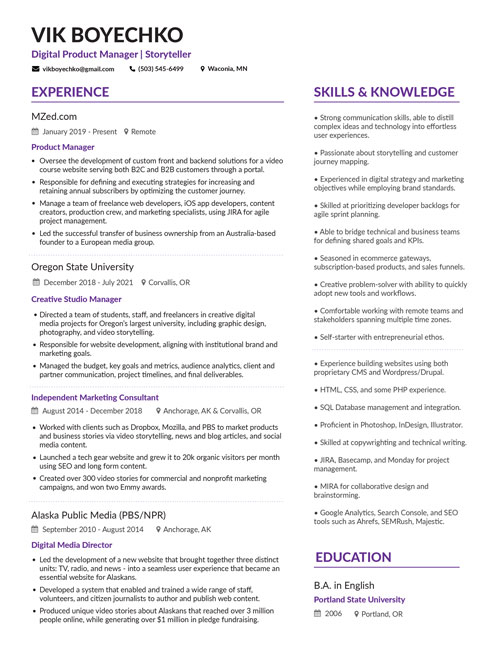 VIK BOYECHKO
Digital Product Manager | Storyteller
vikboyechko@gmail.com (503) 545-6499 Waconia, MN
EXPERIENCE
MZed.com
January 2019 - Present Remote
Product Manager
• Oversee the development of custom front and backend solutions for a video
course website serving both B2C and B2B customers through a portal.
• Responsible for defining and executing strategies for increasing and
retaining annual subscribers by optimizing the customer journey.
• Manage a team of freelance web developers, iOS app developers, content
creators, production crew, and marketing specialists, using JIRA for agile
project management.
• Led the successful transfer of business ownership from an Australia-based
founder to a European media group.
Oregon State University
December 2018 - July 2021 Corvallis, OR
Creative Studio Manager
• Directed a team of students, staff, and freelancers in creative digital
media projects for Oregon's largest university, including graphic design,
photography, and video storytelling.
• Responsible for website development, aligning with institutional brand and
marketing goals.
• Managed the budget, key goals and metrics, audience analytics, client and
partner communication, project timelines, and final deliverables.
Independent Marketing Consultant
August 2014 - December 2018 Anchorage, AK & Corvallis, OR
• Worked with clients such as Dropbox, Mozilla, and PBS to market products
and business stories via video storytelling, news and blog articles, and social
media content.
• Launched a tech gear website and grew it to 20k organic visitors per month
using SEO and long form content.
• Created over 300 video stories for commercial and nonprofit marketing
campaigns, and won two Emmy awards.
Alaska Public Media (PBS/NPR)
September 2010 - August 2014 Anchorage, AK
Digital Media Director
• Led the development of a new website that brought together three distinct
units: TV, radio, and news - into a seamless user experience that became an
essential website for Alaskans.
• Developed a system that enabled and trained a wide range of staff,
volunteers, and citizen journalists to author and publish web content.
• Produced unique video stories about Alaskans that reached over 3 million
people online, while generating over $1 million in pledge fundraising.
SKILLS & KNOWLEDGE
• Strong communication skills, able to distill
complex ideas and technology into effortless
user experiences.
• Passionate about storytelling and customer
journey mapping.
• Experienced in digital strategy and marketing
objectives while employing brand standards.
• Skilled at prioritizing developer backlogs for
agile sprint planning.
• Able to bridge technical and business teams
for defining shared goals and KPIs.
• Seasoned in ecommerce gateways,
subscription-based products, and sales funnels.
• Creative problem-solver with ability to quickly
adopt new tools and workflows.
• Comfortable working with remote teams and
stakeholders spanning multiple time zones.
• Self-starter with entrepreneurial ethos.
• Experience building websites using both
proprietary CMS and Wordpress/Drupal.
• HTML, CSS, and some PHP experience.
• SQL Database management and integration.
• Proficient in Photoshop, InDesign, Illustrator.
• Skilled at copywriting and technical writing.
• JIRA, Basecamp, and Monday for project
management.
• MIRA for collaborative design and
brainstorming.
• Google Analytics, Search Console, and SEO
tools such as Ahrefs, SEMRush, Majestic.
EDUCATION
B.A. in English
Portland State University
2006 Portland, OR